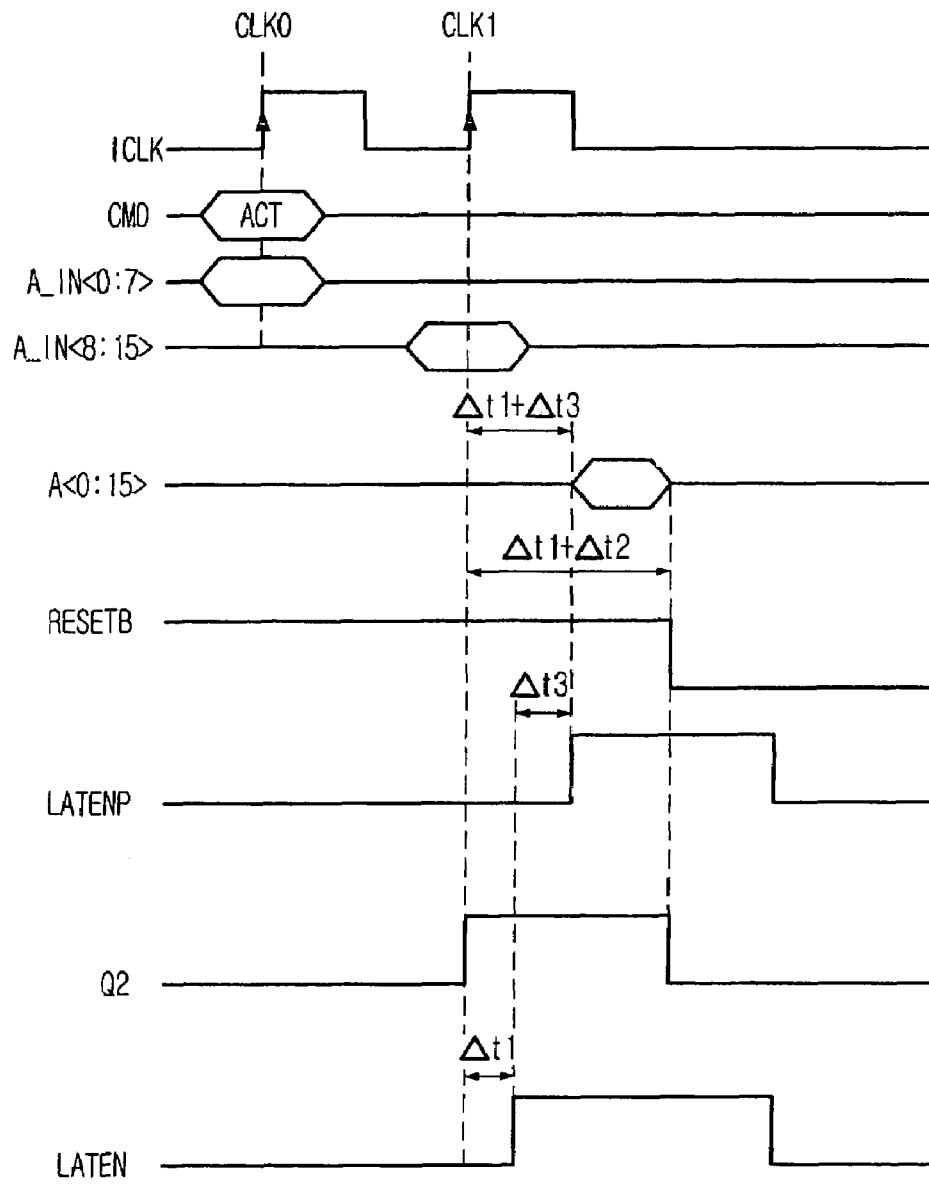 CLK0 CLK1
ICLK
CMD ACT
A_IN<0:7>
A_IN<8:15>
Δt1+Δt3
A<0:15>
Δt1+Δt2
RESETB
Δt3
LATENP
Q2
Δt1
LATEN